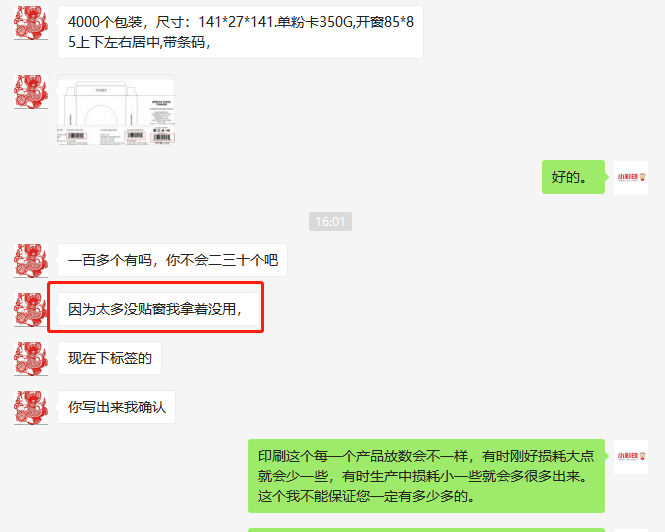 4000个包装，尺寸：141*27*141.单粉卡350G,开窗85*8
5上下左右居中,带条码，
好的。
16:01
一百多个有吗，你不会二三十个吧
因为太多没贴窗我拿着没用，
现在下标签的
你写出来我确认
印刷这个每一个产品放数会不一样，有时刚好损耗大点
就会少一些，有时生产中损耗小一些就会多很多出来。
这个我不能保证您一定有多少多的。